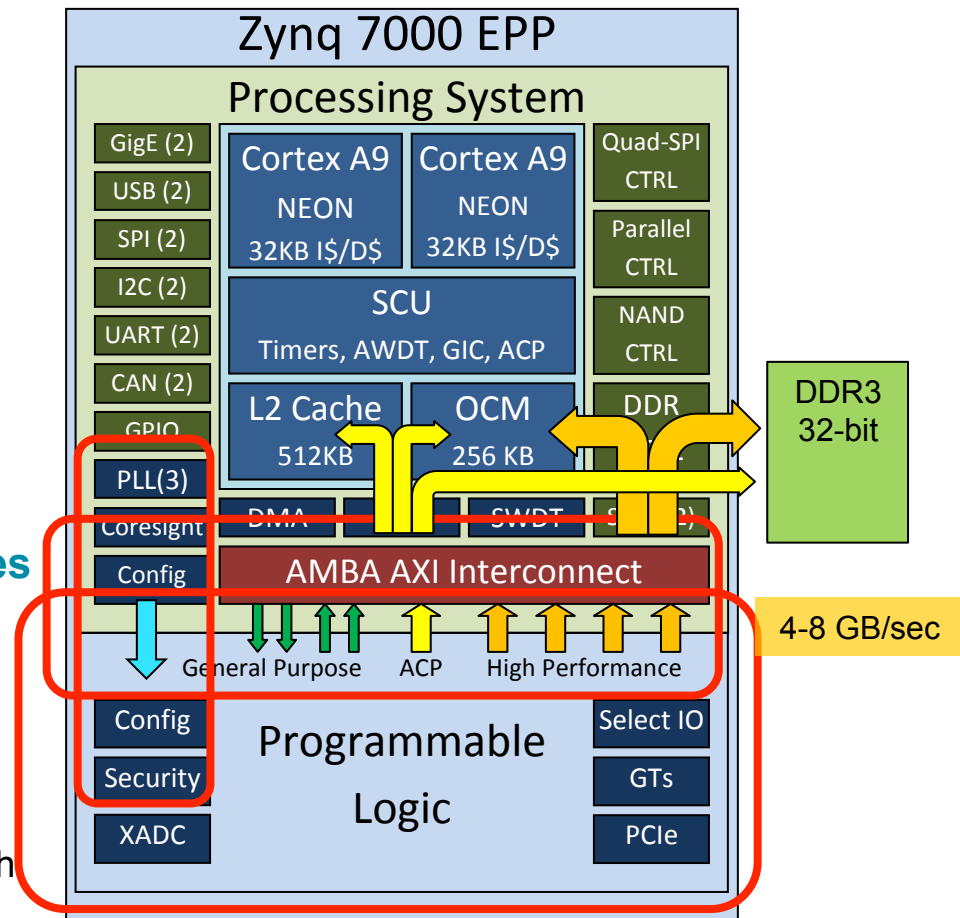 Zynq 7000 EPP
Processing System
GigE (2)
USB (2)
SPI (2)
I2C (2)
UART (2)
CAN (2)
GPIO
PLL(3)
Coresight
Config
Cortex A9
NEON
32KB I$/D$
Cortex A9
NEON
32KB I$/D$
SCU
Timers, AWDT, GIC, ACP
L2 Cache
512KB
OCM
256 KB
Quad-SPI
CTRL
Parallel
CTRL
NAND
CTRL
DDR
DMA
SWDT
AMBA AXI Interconnect
DDR3
32-bit
4-8 GB/sec
General Purpose
ACP
High Performance
Config
Security
XADC
Programmable
Logic
Select IO
GTs
PCIe
es
h